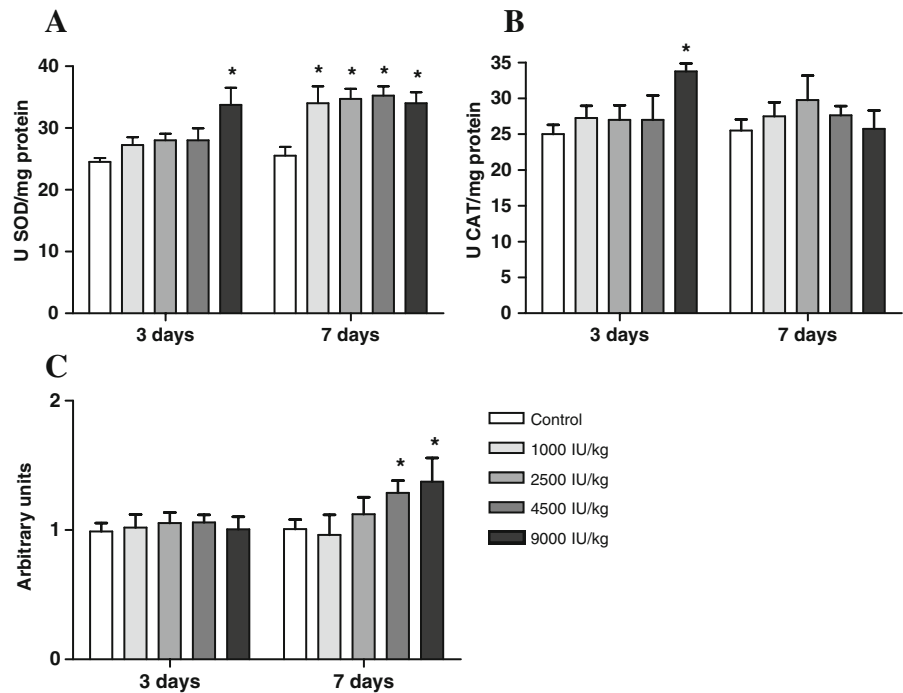 A
U SOD/mg protein
40
30
20
10
0
*
*
*
*
*
3 days
7 days
B
U CAT/mg protein
35
30
25
20
15
10
5
0
*
3 days
7 days
C
Arbitrary units
2
1
0
*
*
3 days
7 days
Control
1000 IU/kg
2500 IU/kg
4500 IU/kg
9000 IU/kg